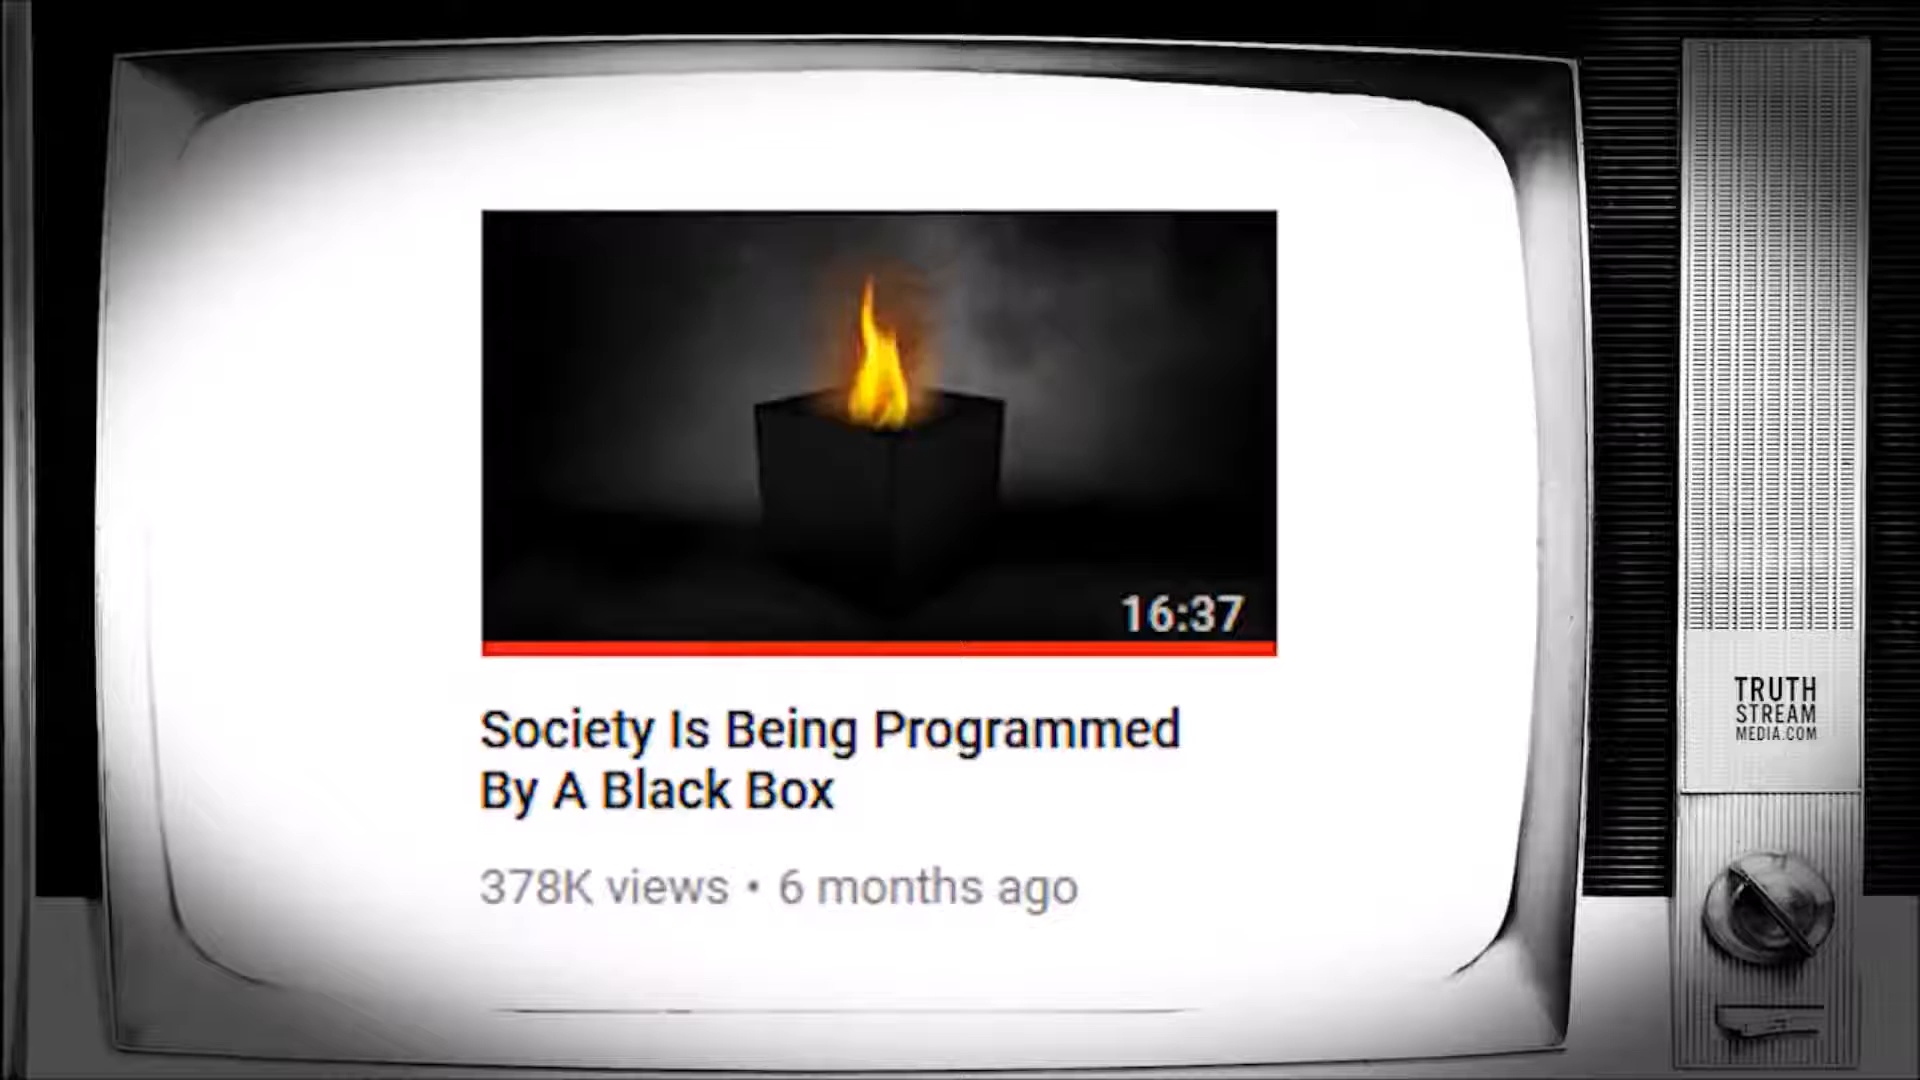 16:37
Society Is Being Programmed
By A Black Box
378K views • 6 months ago
TRUTH
STREAM
MEDIA.COM